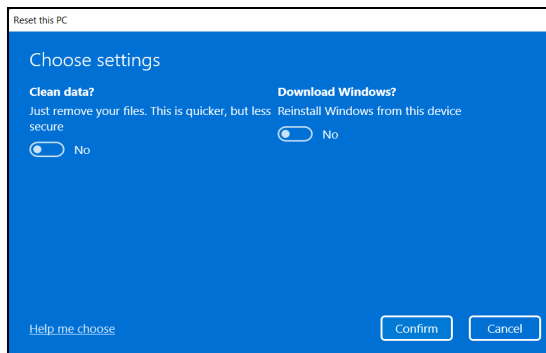 Reset this PC
Choose settings
Clean data?
Just remove your files. This is quicker, but less
secure
No
Download Windows?
Reinstall Windows from this device
No
Help me choose
Confirm
Cancel